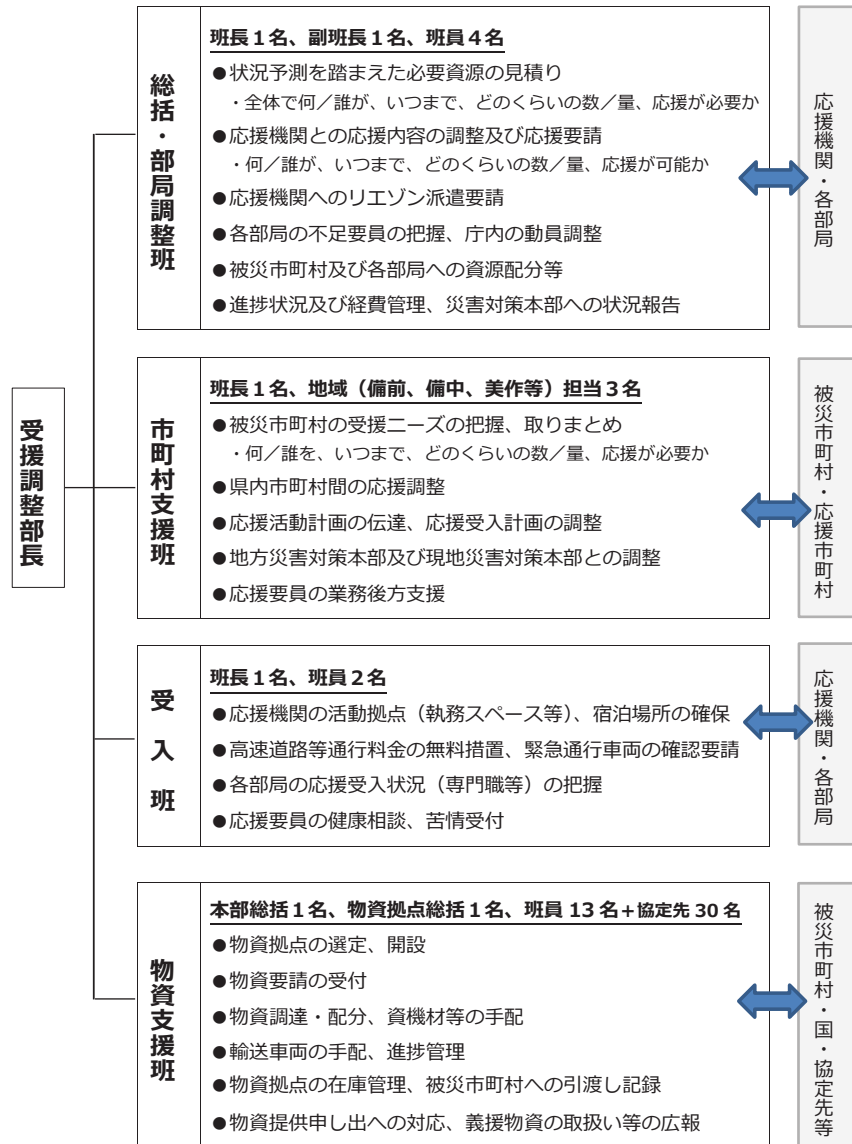 受援調整部長
総括・部局調整班
班長1名、副班長1名、班員4名
●状況予測を踏まえた必要資源の見積り
・全体で何／誰が、いつまで、どのくらいの数／量、応援が必要か
●応援機関との応援内容の調整及び応援要請
・何／誰が、いつまで、どのくらいの数／量、応援が可能か
●応援機関へのリエゾン派遣要請
●各部局の不足要員の把握、庁内の動員調整
●被災市町村及び各部局への資源配分等
●進捗状況及び経費管理、災害対策本部への状況報告
応援機関・各部局
市町村支援班
班長1名、地域（備前、備中、美作等）担当3名
●被災市町村の受援ニーズの把握、取りまとめ
・何／誰を、いつまで、どのくらいの数／量、応援が必要か
●県内市町村間の応援調整
●応援活動計画の伝達、応援受入計画の調整
●地方災害対策本部及び現地災害対策本部との調整
●応援要員の業務後方支援
被災市町村・応援市町村
受入班
班長1名、班員2名
●応援機関の活動拠点（執務スペース等）、宿泊場所の確保
●高速道路等通行料金の無料措置、緊急通行車両の確認要請
●各部局の応援受入状況（専門職等）の把握
●応援要員の健康相談、苦情受付
応援機関・各部局
物資支援班
本部総括1名、物資拠点総括1名、班員13名＋協定先30名
●物資拠点の選定、開設
●物資要請の受付
●物資調達・配分、資機材等の手配
●輸送車両の手配、進捗管理
●物資拠点の在庫管理、被災市町村への引渡し記録
●物資提供申し出への対応、義援物資の取扱い等の広報
被災市町村・国・協定先等